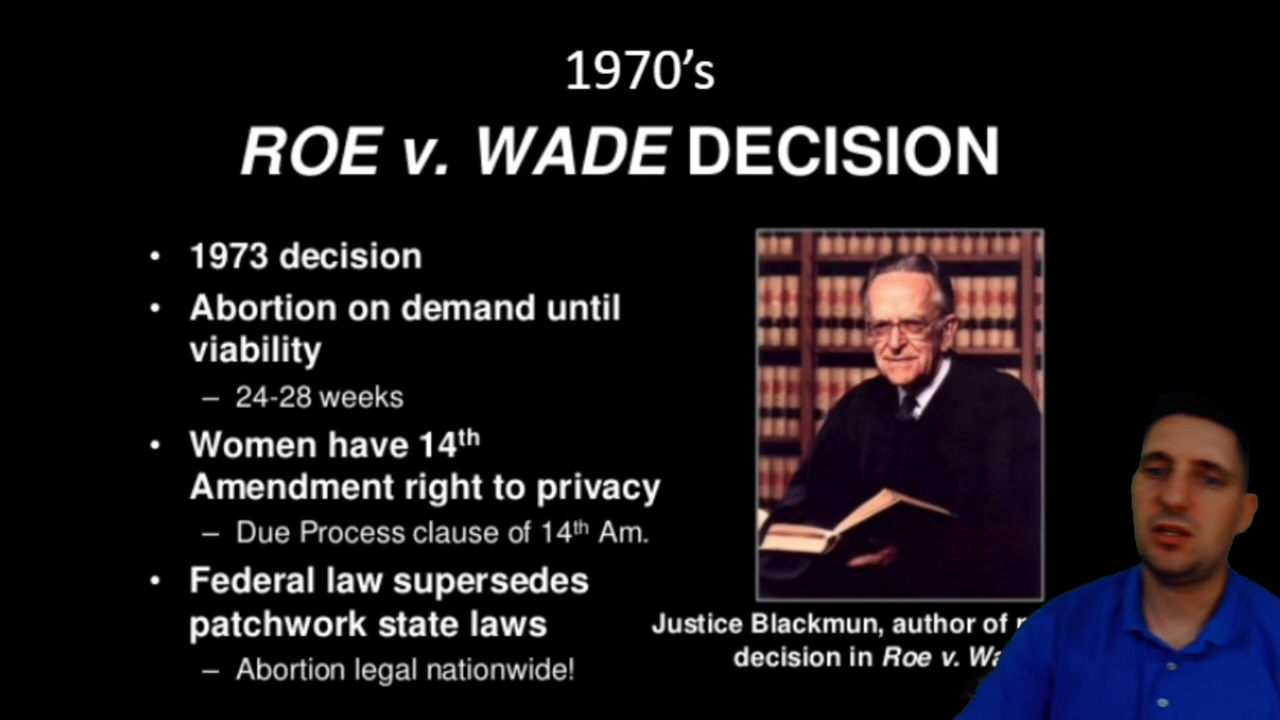 1970’s
ROE v. WADE DECISION
• 1973 decision
• Abortion on demand until
viability
– 24-28 weeks
• Women have 14th
Amendment right to privacy
– Due Process clause of 14th Am.
• Federal law supersedes
patchwork state laws
– Abortion legal nationwide!
Justice Blackmun, author of
decision in Roe v.